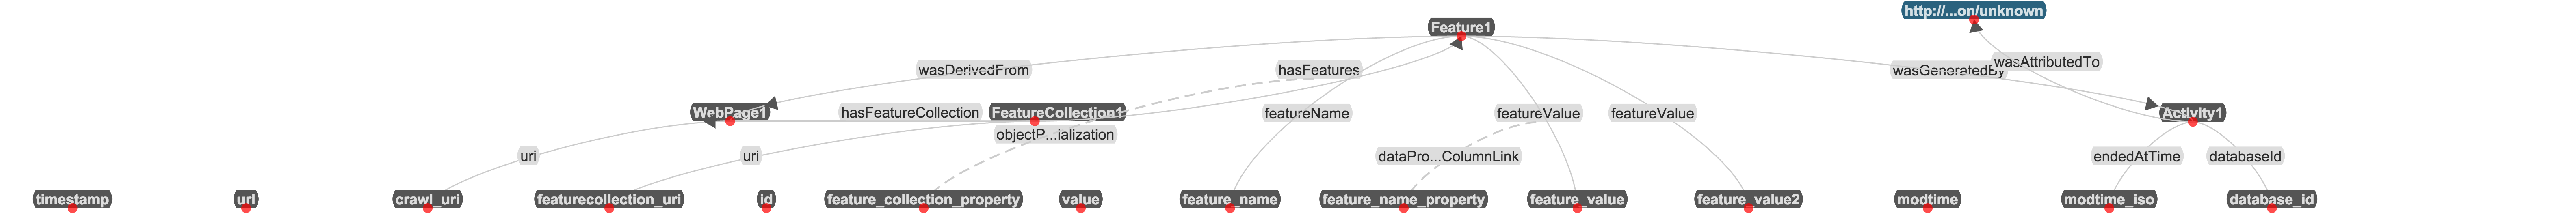 http://...on/unknown
Feature1
wasAttributedTo
wasDerivedFrom
hasFeatures
wasGeneratedBy
WebPage1
hasFeatureCollection
FeatureCollection1
featureName
featureValue
featureValue
Activity1
objectP...ialization
uri
uri
dataPro...ColumnLink
endedAtTime
databaseId
timestamp
url
crawl_uri
featurecollection_uri
id
feature_collection_property
value
feature_name
feature_name_property
feature_value
feature_value2
modtime
modtime_iso
database_id